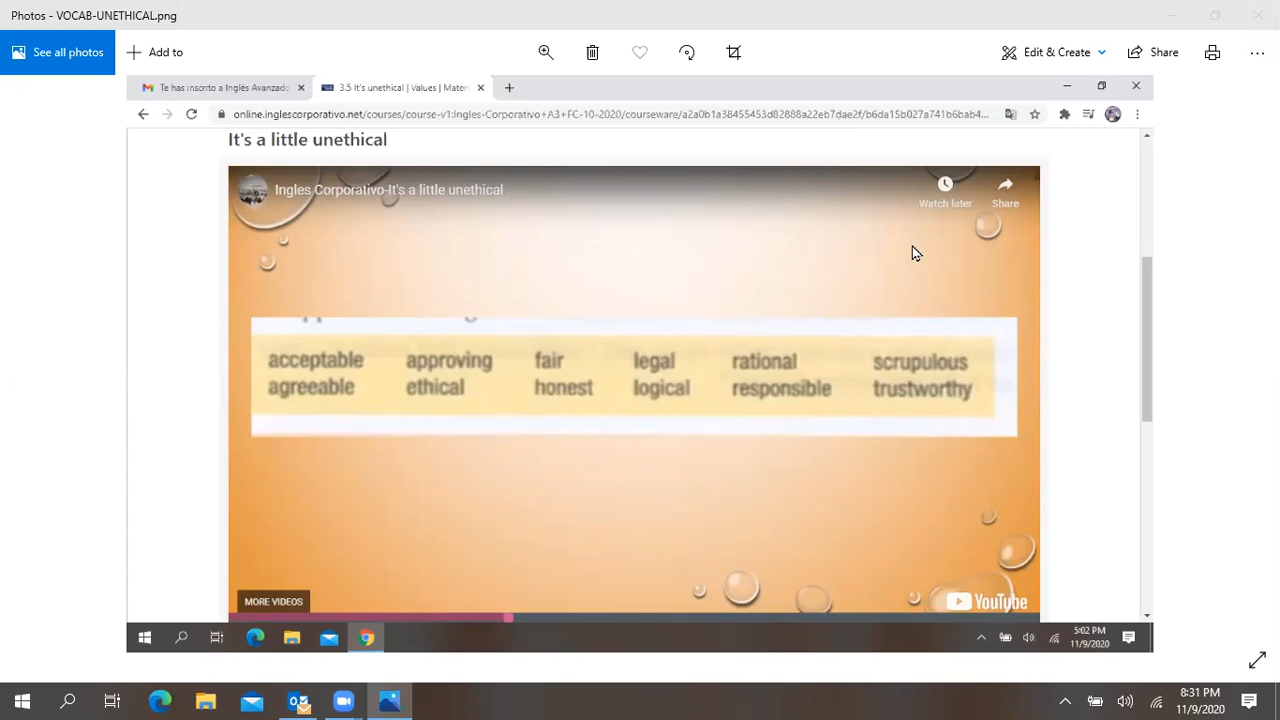 Photos - VOCAB-UNETHICAL.png
See all photos
Add to
Edit & Create
Share
Te has inscrito a Inglés Avanzado
3.5 It's unethical | Values | Mater
online.inglescorporativo.net/courses/course-v1:Ingles-Corporativo+A3+FC-10-2020/courseware/a2a0b1a38455453d82888a22eb7dae2f/b6da15b027a741b6bab4...
It's a little unethical
Ingles Corporativo-It's a little unethical
Watch later
Share
acceptable approving fair legal rational scrupulous
agreeable ethical honest logical responsible trustworthy
MORE VIDEOS
YouTube
5:02 PM
11/9/2020
8:31 PM
11/9/2020